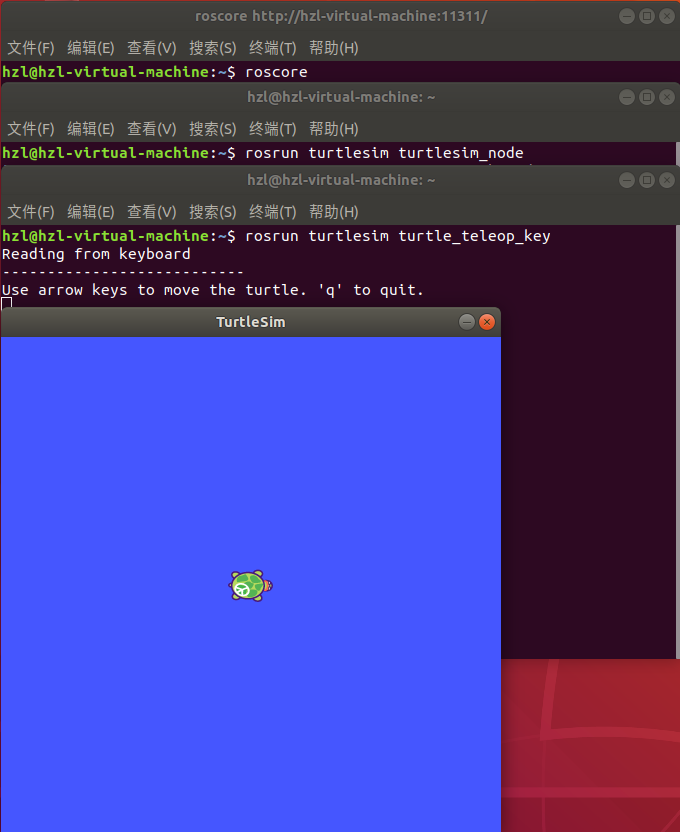 roscore http://hzl-virtual-machine:11311/
文件(F) 编辑(E) 查看(V) 搜索(S) 终端(T) 帮助(H)
hzl@hzl-virtual-machine:~$ roscore
hzl@hzl-virtual-machine: ~
文件(F) 编辑(E) 查看(V) 搜索(S) 终端(T) 帮助(H)
hzl@hzl-virtual-machine:~$ rosrun turtlesim turtlesim_node
hzl@hzl-virtual-machine: ~
文件(F) 编辑(E) 查看(V) 搜索(S) 终端(T) 帮助(H)
hzl@hzl-virtual-machine:~$ rosrun turtlesim turtle_teleop_key
Reading from keyboard
---------------------------
Use arrow keys to move the turtle. 'q' to quit.
TurtleSim